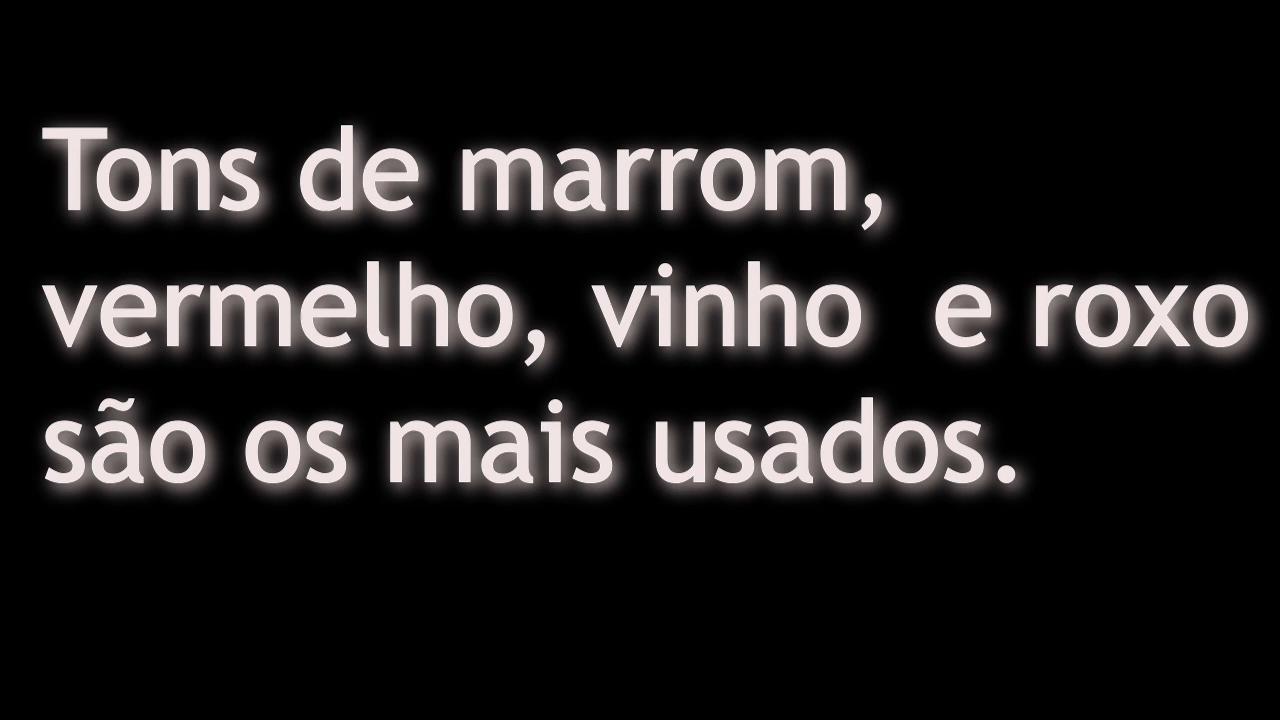 Tons de marrom,
vermelho, vinho  e roxo
são os mais usados.